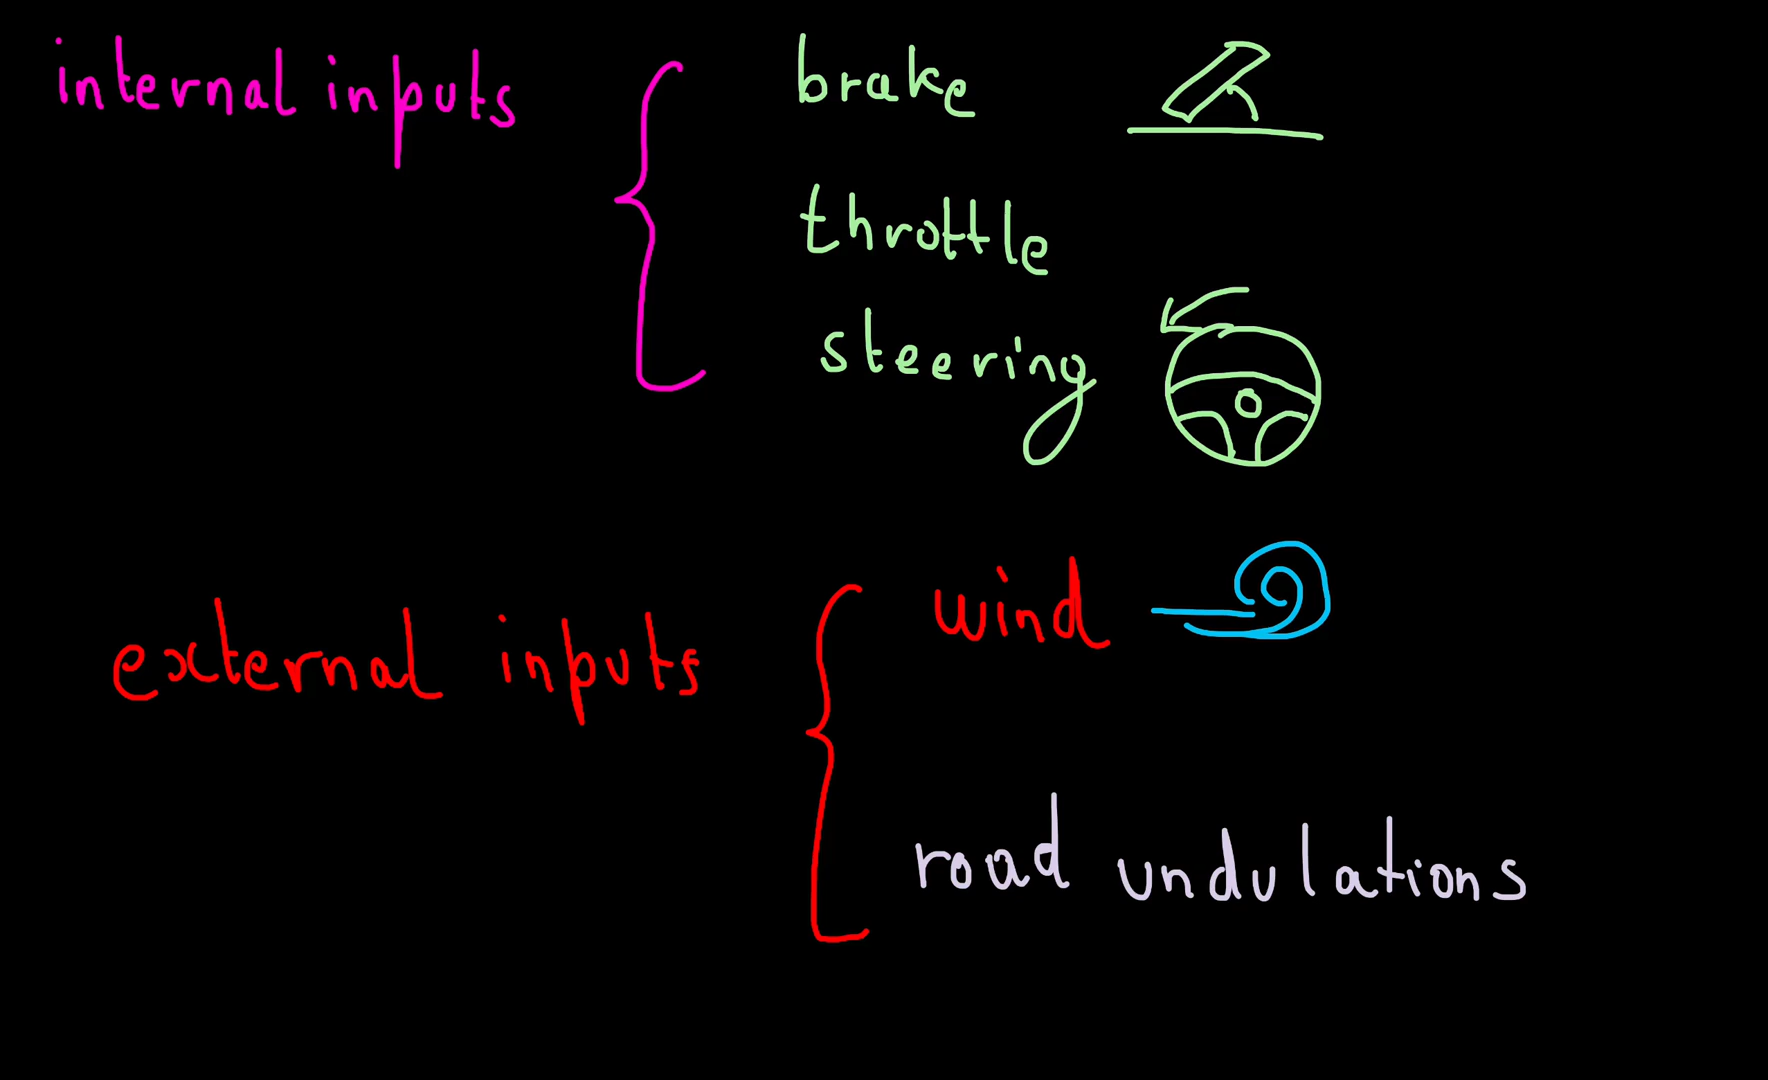 internal inputs
brake
throttle
steering
external inputs
wind
road undulations